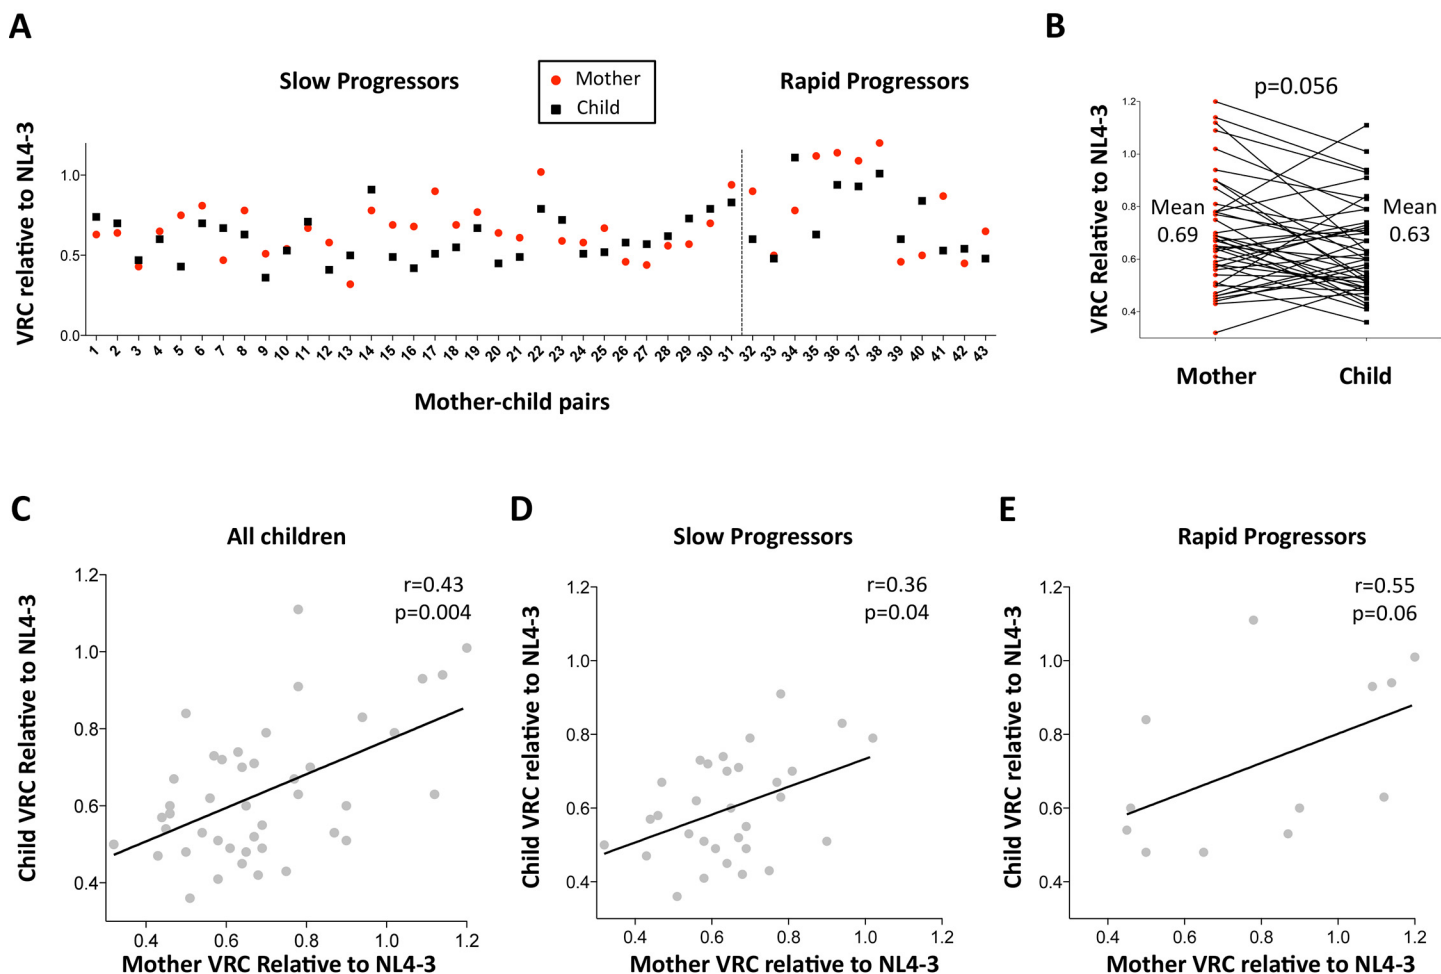 A
Slow Progressors
Mother
Child
Rapid Progressors
VRC relative to NL4-3
1.0
0.5
0.0
1 2 3 4 5 6 7 8 9 10 11 12 13 14 15 16 17 18 19 20 21 22 23 24 25 26 27 28 29 30 31 32 33 34 35 36 37 38 39 40 41 42 43
Mother-child pairs
B
p=0.056
VRC Relative to NL4-3
1.2
1.0
0.8
0.6
0.4
Mean
0.69
Mean
0.63
Mother Child
C
All children
r=0.43
p=0.004
Child VRC Relative to NL4-3
1.2
1.0
0.8
0.6
0.4
0.4 0.6 0.8 1.0 1.2
Mother VRC Relative to NL4-3
D
Slow Progressors
r=0.36
p=0.04
Child VRC relative to NL4-3
1.2
1.0
0.8
0.6
0.4
0.4 0.6 0.8 1.0 1.2
Mother VRC relative to NL4-3
E
Rapid Progressors
r=0.55
p=0.06
Child VRC relative to NL4-3
1.2
1.0
0.8
0.6
0.4
0.4 0.6 0.8 1.0 1.2
Mother VRC relative to NL4-3